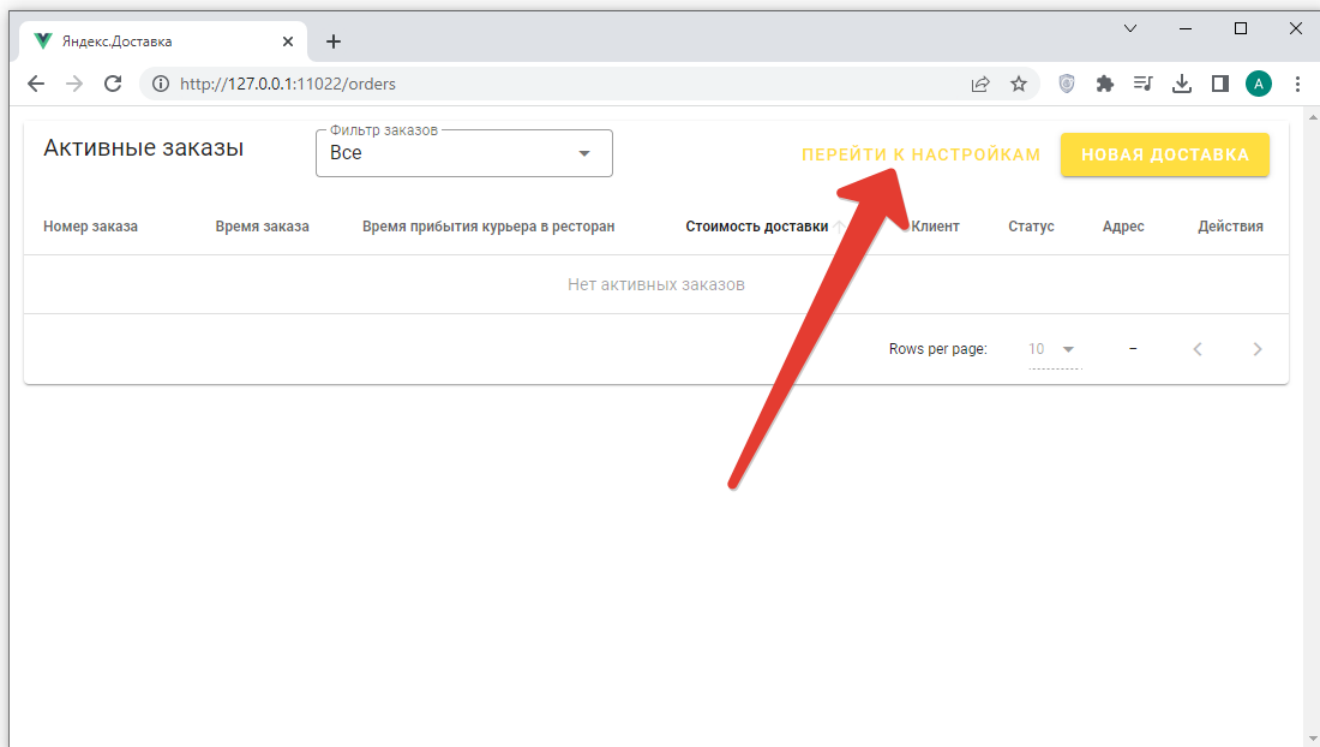 Яндекс.Доставка
http://127.0.0.1:11022/orders
A
Активные заказы
Фильтр заказов
Все
ПЕРЕЙТИ К НАСТРОЙКАМ
НОВАЯ ДОСТАВКА
Номер заказа Время заказа Время прибытия курьера в ресторан Стоимость доставки Клиент Статус Адрес Действия
Нет активных заказов
Rows per page: 10 –